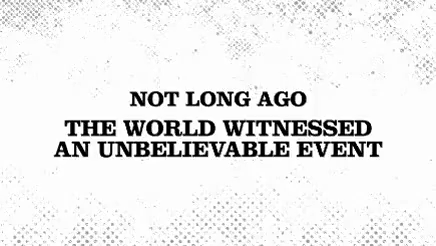 NOT LONG AGO
THE WORLD WITNESSED
AN UNBELIEVABLE EVENT